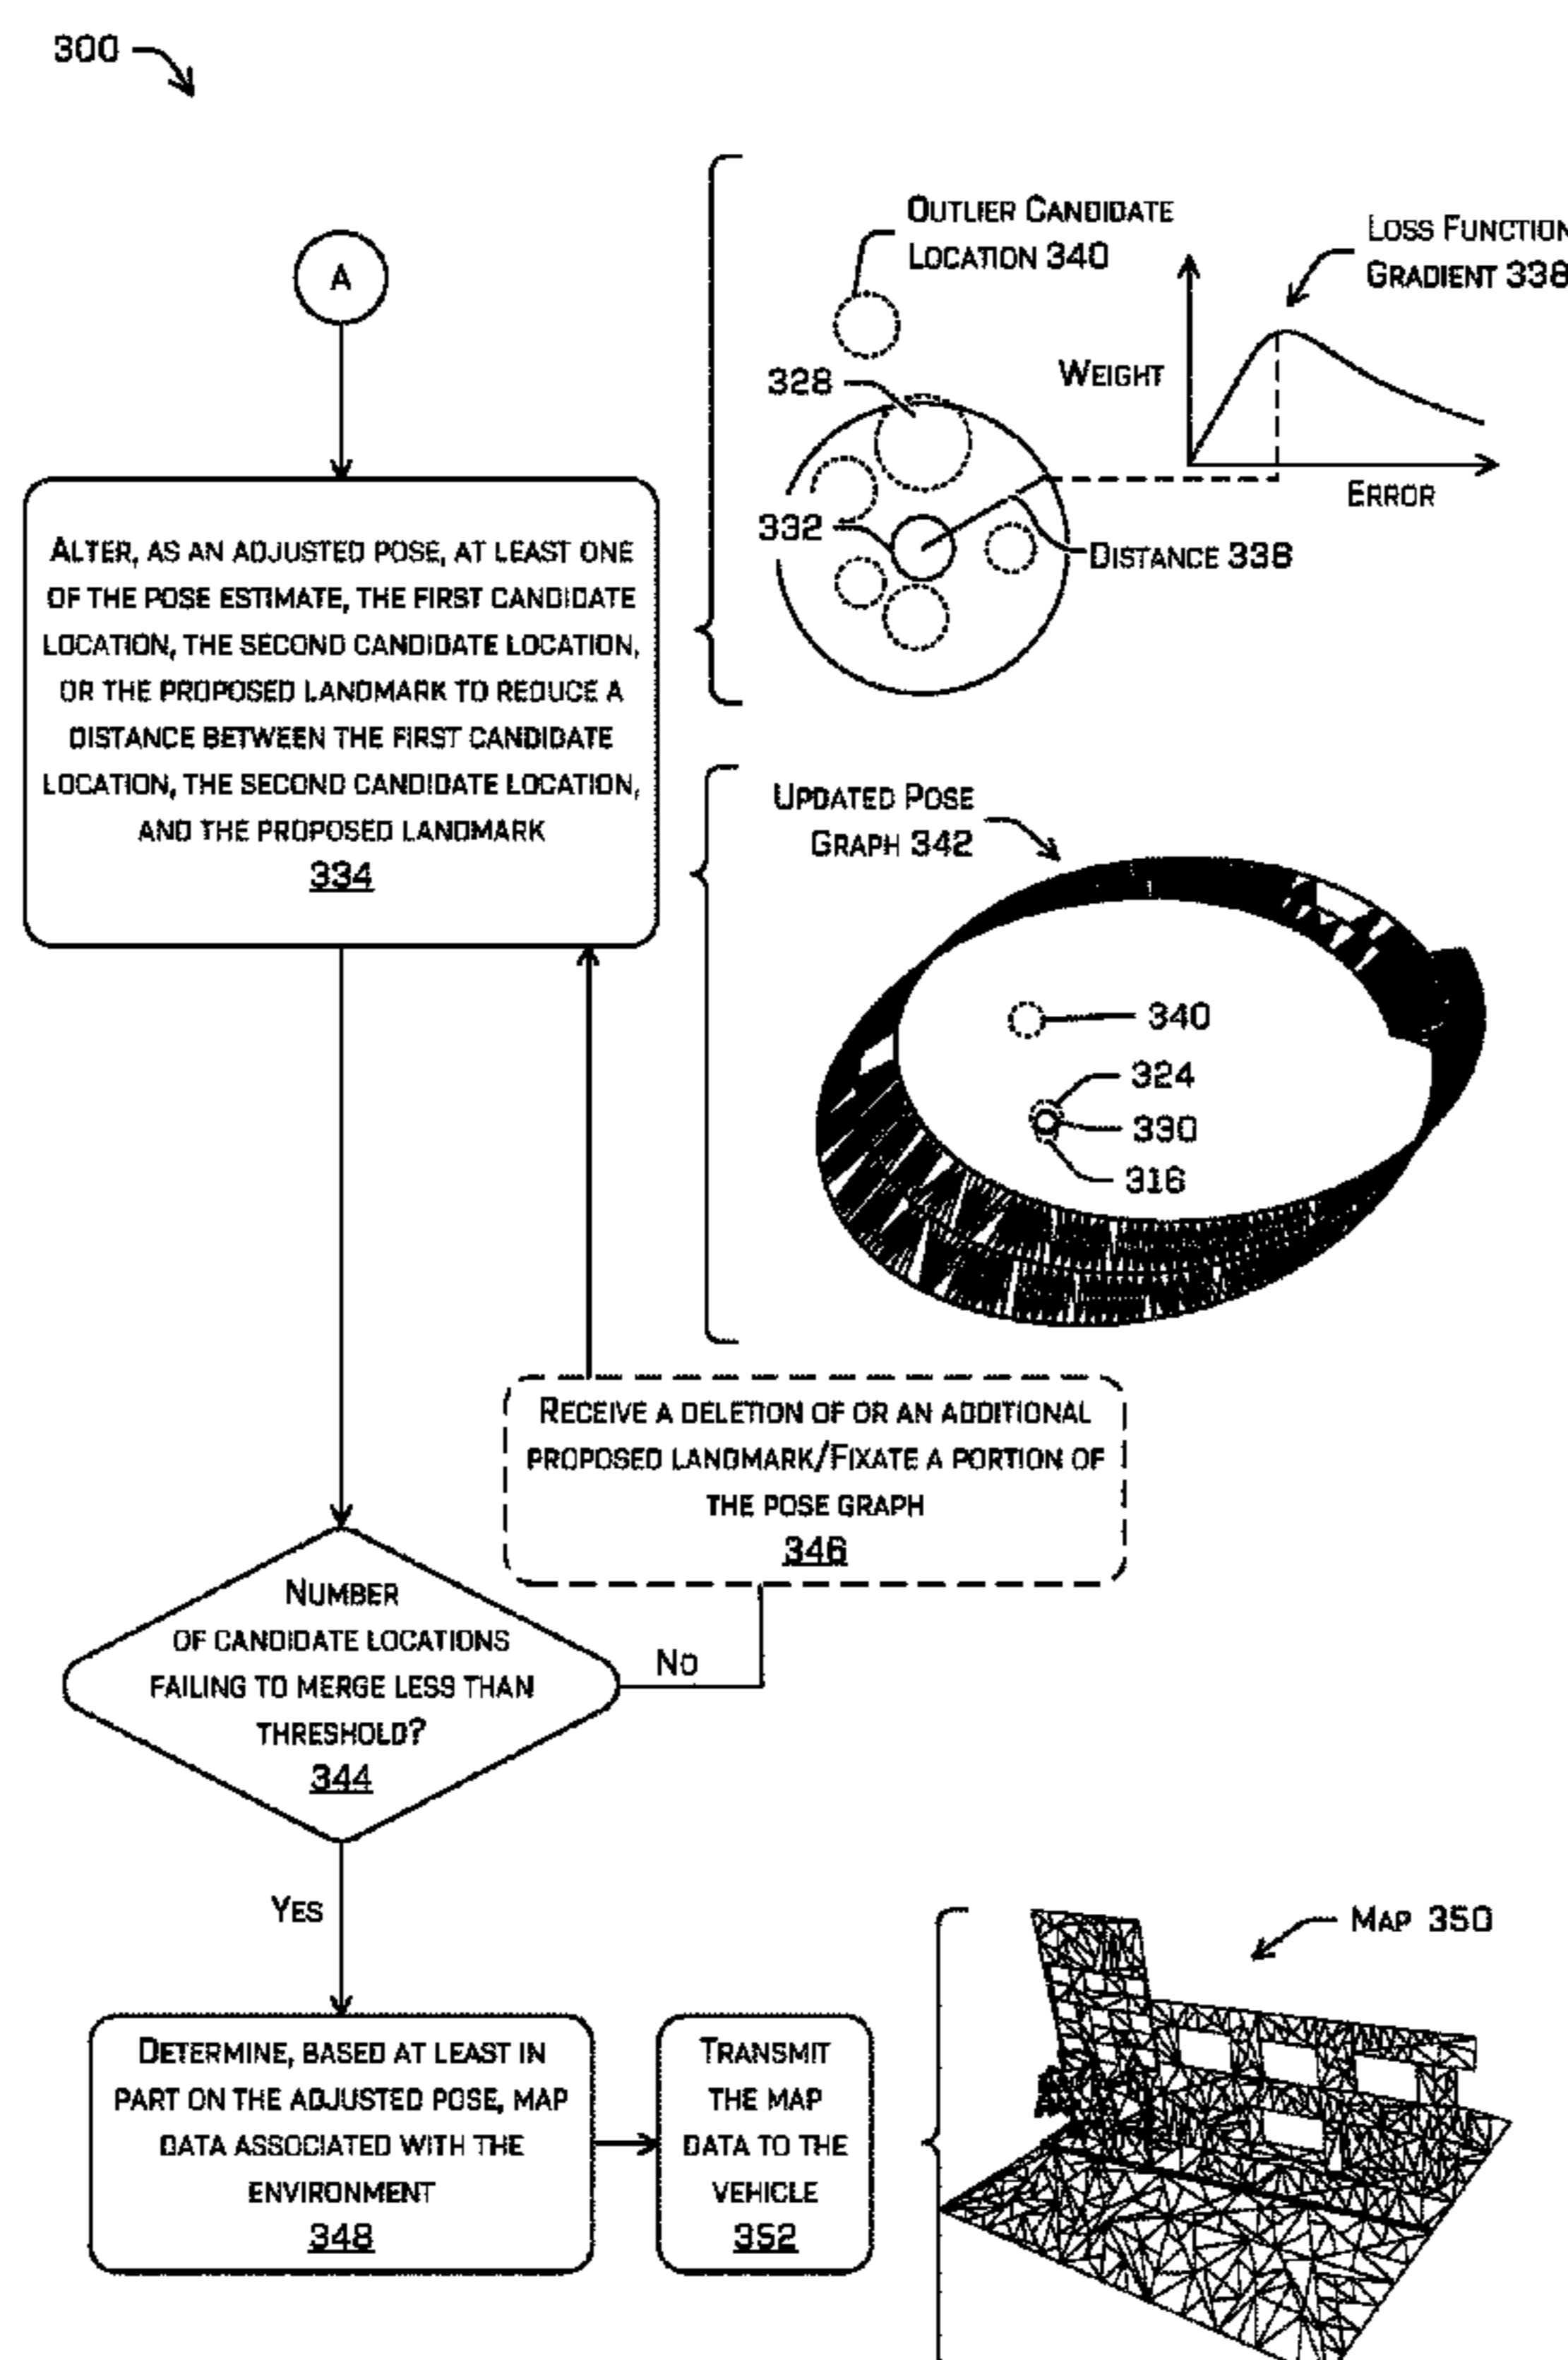 300
A
ALTER, AS AN ADJUSTED POSE, AT LEAST ONE
OF THE POSE ESTIMATE, THE FIRST CANDIDATE
LOCATION, THE SECOND CANDIDATE LOCATION,
OR THE PROPOSED LANDMARK TO REDUCE A
DISTANCE BETWEEN THE FIRST CANDIDATE
LOCATION, THE SECOND CANDIDATE LOCATION,
AND THE PROPOSED LANDMARK
334
OUTLIER CANDIDATE
LOCATION 340
LOSS FUNCTION
GRADIENT 338
328
WEIGHT
ERROR
332
DISTANCE 338
UPDATED POSE
GRAPH 342
340
324
330
316
RECEIVE A DELETION OF OR AN ADDITIONAL
PROPOSED LANDMARK/FIXATE A PORTION OF
THE POSE GRAPH
346
NUMBER
OF CANDIDATE LOCATIONS
FAILING TO MERGE LESS THAN
THRESHOLD?
344
NO
YES
DETERMINE, BASED AT LEAST IN
PART ON THE ADJUSTED POSE, MAP
DATA ASSOCIATED WITH THE
ENVIRONMENT
348
TRANSMIT
THE MAP
DATA TO THE
VEHICLE
352
MAP 350